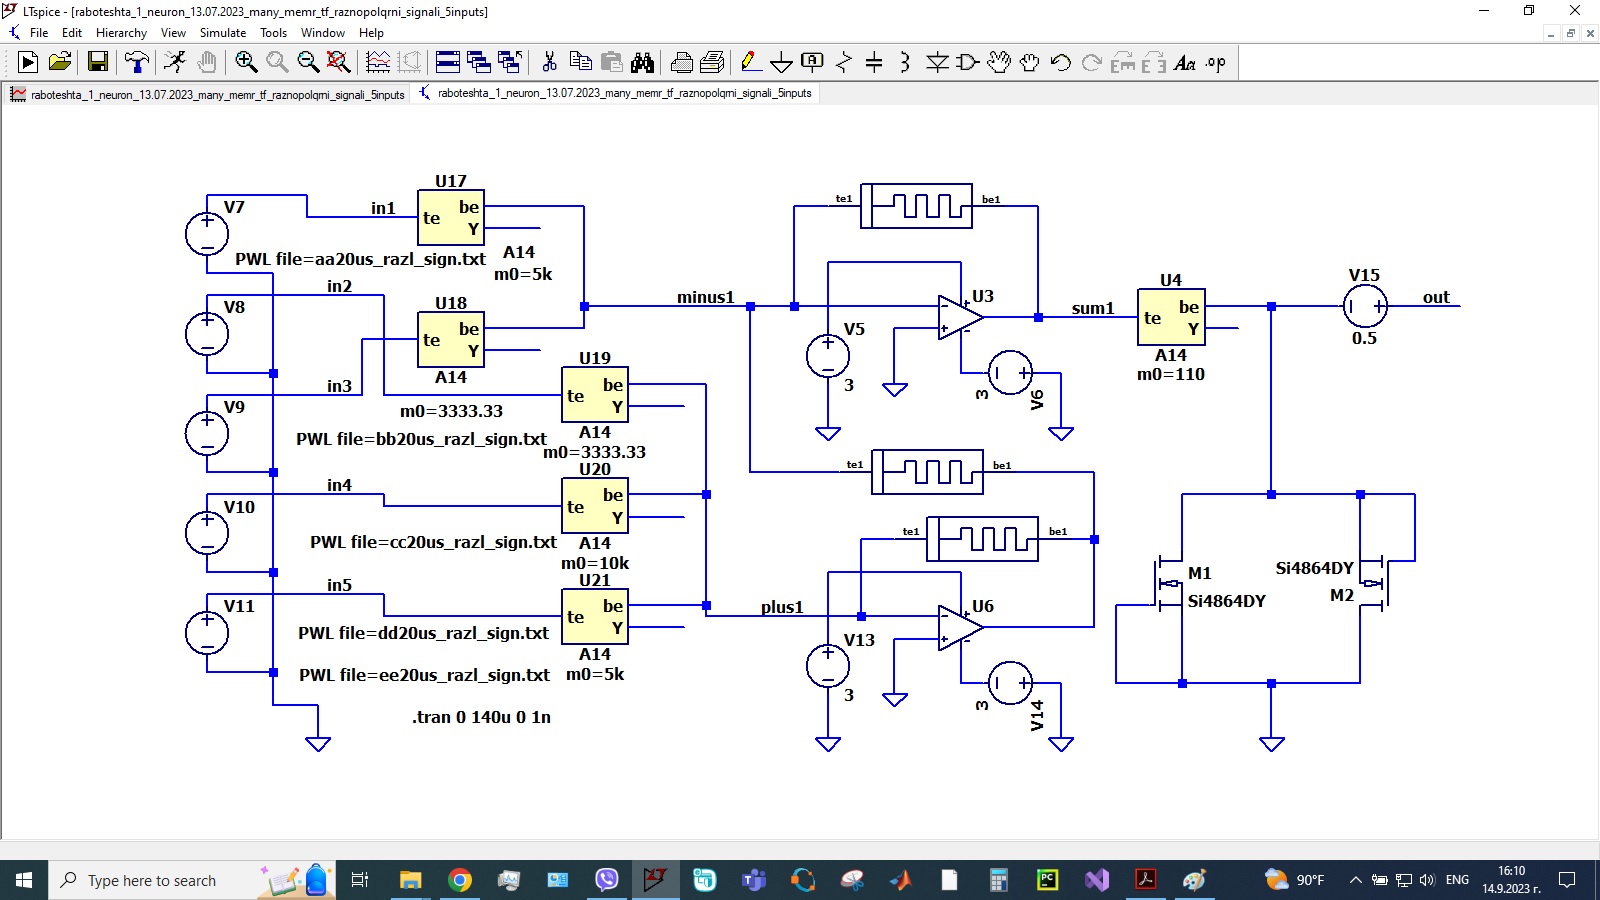 LTspice - [raboteshta_1_neuron_13.07.2023_many_memr_tf_raznopolqrni_signali_5inputs]
File Edit Hierarchy View Simulate Tools Window Help
raboteshta_1_neuron_13.07.2023_many_memr_tf_raznopolqrni_signali_5inputs
raboteshta_1_neuron_13.07.2023_many_memr_tf_raznopolqrni_signali_5inputs
U17
V7
in1
te
be
Y
PWL file=aa20us_razl_sign.txt
A14
m0=5k
in2
V8
U18
te
be
Y
A14
in3
V9
m0=3333.33
PWL file=bb20us_razl_sign.txt
U19
te
be
Y
A14
m0=3333.33
in4
V10
U20
te
be
Y
PWL file=cc20us_razl_sign.txt
A14
m0=10k
in5
V11
U21
te
be
Y
PWL file=dd20us_razl_sign.txt
A14
m0=5k
PWL file=ee20us_razl_sign.txt
.tran 0 140u 0 1n
minus1
te1
be1
U3
V5
3
3
V6
sum1
U4
te
be
Y
A14
m0=110
V15
0.5
out
te1
be1
te1
be1
plus1
U6
V13
3
3
V14
M1
Si4864DY
Si4864DY
M2
Type here to search
90°F
ENG
16:10
14.9.2023 г.